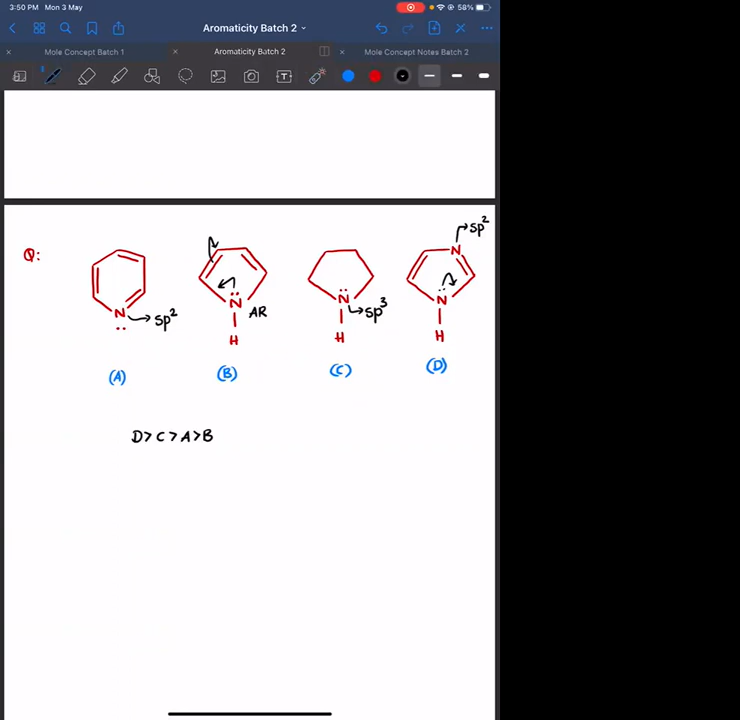 3:50 PM Mon 3 May 58%
Aromaticity Batch 2
Mole Concept Batch 1 Aromaticity Batch 2 Mole Concept Notes Batch 2
Q:
N sp²
N AR
H
(A)
(B)
N sp³
H
(C)
N sp²
N
H
(D)
D > C > A > B